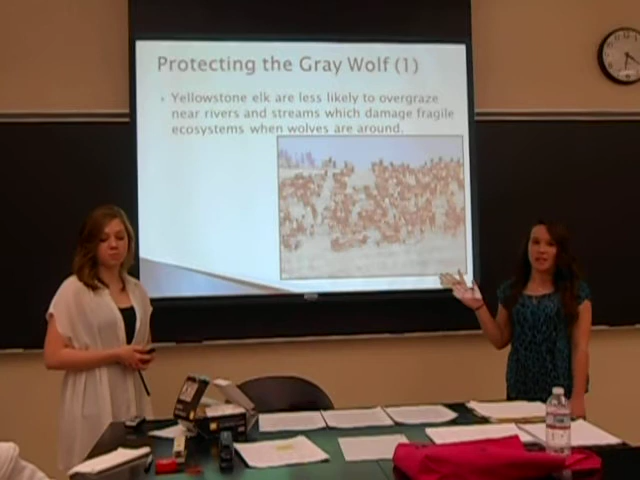 Protecting the Gray Wolf (1)
Yellowstone elk are less likely to overgraze
near rivers and streams which damage fragile
ecosystems when wolves are around.